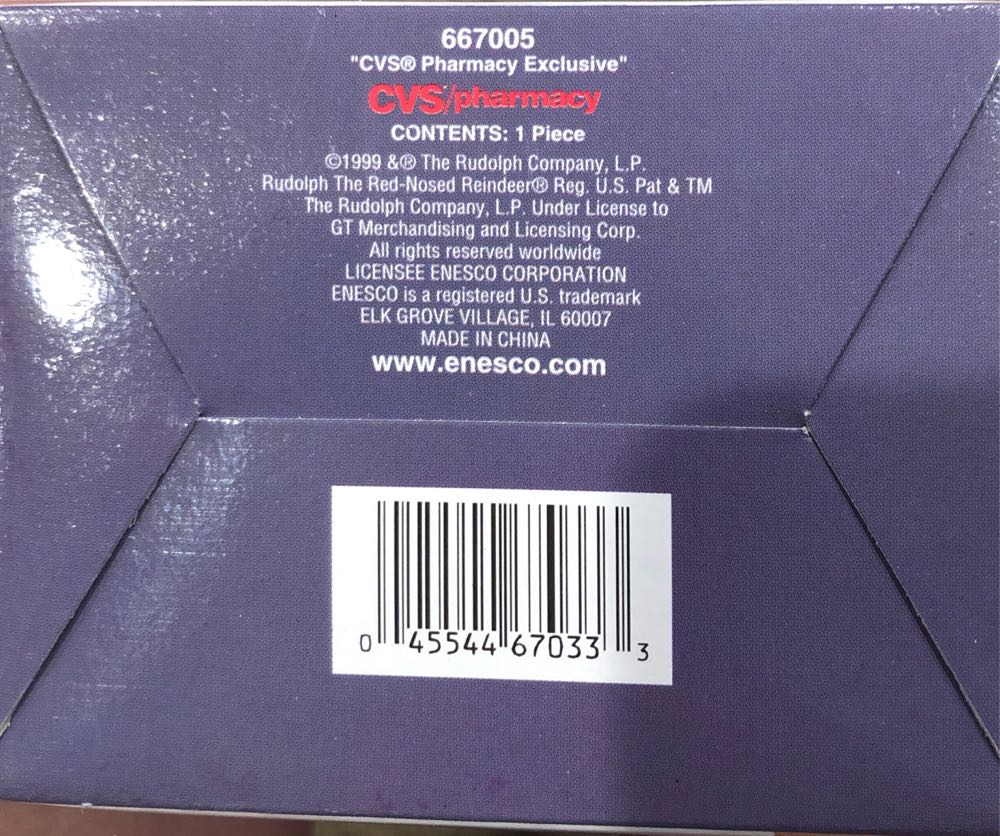 667005
"CVS® Pharmacy Exclusive"
CVS/pharmacy
CONTENTS: 1 Piece
©1999 &® The Rudolph Company, L.P.
Rudolph The Red-Nosed Reindeer® Reg. U.S. Pat & TM
The Rudolph Company, L.P. Under License to
GT Merchandising and Licensing Corp.
All rights reserved worldwide
LICENSEE ENESCO CORPORATION
ENESCO is a registered U.S. trademark
ELK GROVE VILLAGE, IL 60007
MADE IN CHINA
www.enesco.com
0 45544 67033 3